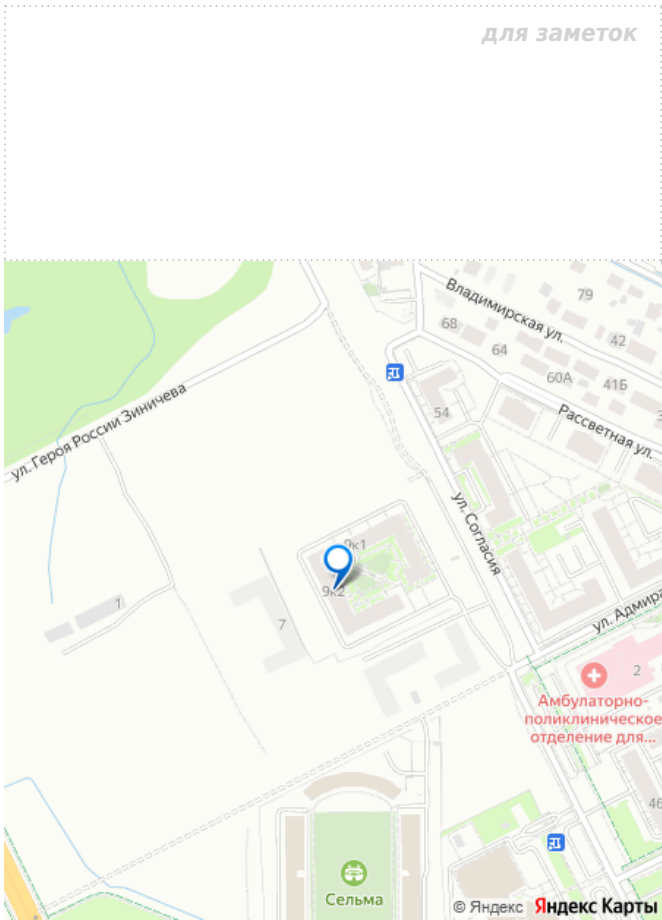 для заметок
Владимирская ул.
79
68
64
42
60А
41Б
54
Рассветная ул.
ул. Героя России Зиничева
ул. Согласия
9к1
9к2
1
7
ул. Адмира
2
Амбулаторно-
поликлиническое
отделение для...
46
Сельма
© Яндекс Яндекс Карты